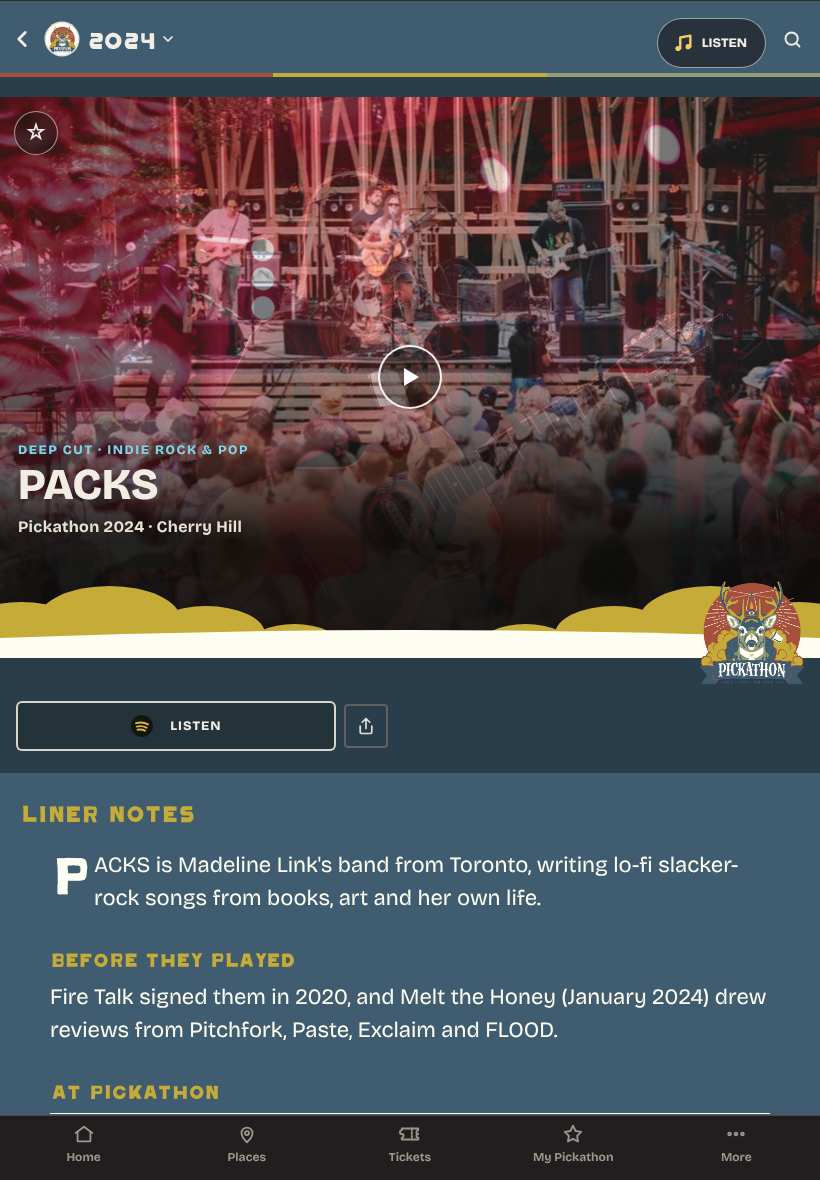 2024
LISTEN
DEEP CUT · INDIE ROCK & POP
PACKS
Pickathon 2024 · Cherry Hill
PICKATHON
LISTEN
LINER NOTES
PACKS is Madeline Link's band from Toronto, writing lo-fi slacker-
rock songs from books, art and her own life.
BEFORE THEY PLAYED
Fire Talk signed them in 2020, and Melt the Honey (January 2024) drew
reviews from Pitchfork, Paste, Exclaim and FLOOD.
AT PICKATHON
Home
Places
Tickets
My Pickathon
More